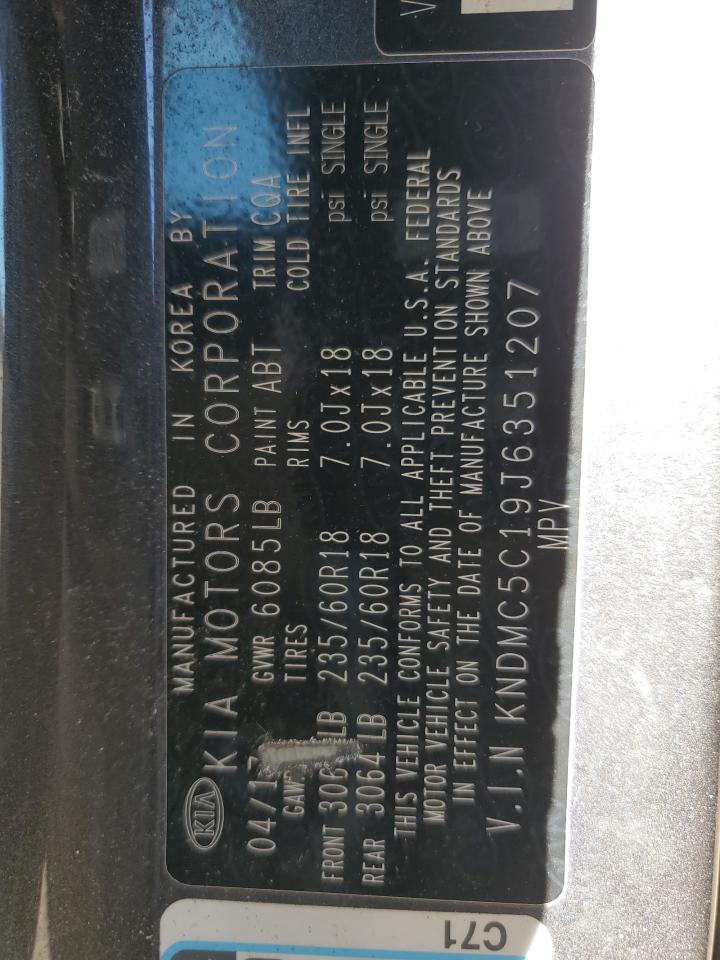 KIA
MANUFACTURED IN KOREA BY
KIA MOTORS CORPORATION
GVWR 6085LB PAINT ABT TRIM CQA
TIRES RIMS COLD TIRE INFL
FRONT LB 235/60R18 7.0Jx18 psi SINGLE
REAR 3064 LB 235/60R18 7.0Jx18 psi SINGLE
THIS VEHICLE CONFORMS TO ALL APPLICABLE U.S.A. FEDERAL
MOTOR VEHICLE SAFETY AND THEFT PREVENTION STANDARDS
IN EFFECT ON THE DATE OF MANUFACTURE SHOWN ABOVE
V.I.N KNDMC5C19J6351207
MPV
C71